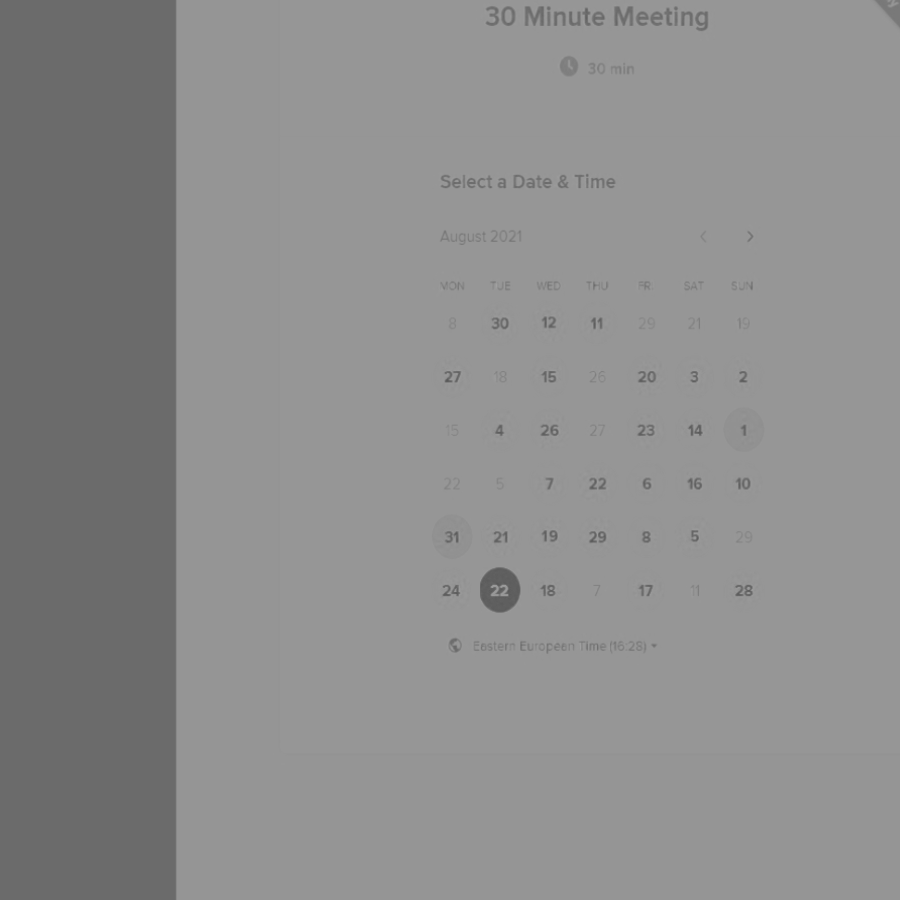 30 Minute Meeting
30 min
Select a Date & Time
August 2021
MON TUE WED THU FR SAT SUN
8 30 12 11 29 21 19
27 18 15 26 20 3 2
15 4 26 27 23 14 1
22 5 7 22 6 16 10
31 21 19 29 8 5 29
24 22 18 7 17 11 28
Eastern European Time (16:28)